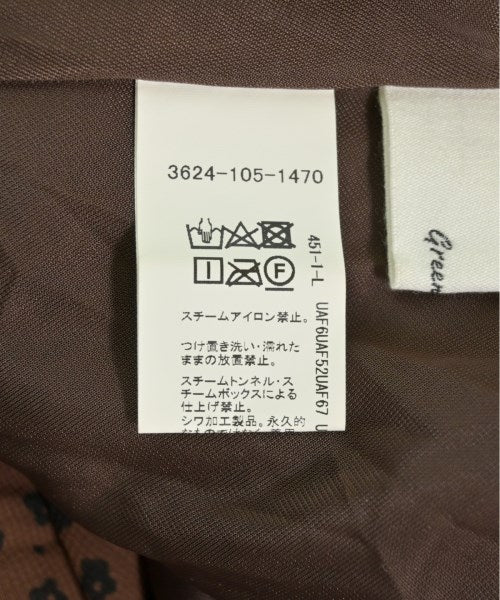 3624-105-1470
F
スチームアイロン禁止。
つけ置き洗い・濡れた
ままの放置禁止。
スチームトンネル・ス
チームボックスによる
仕上げ禁止。
シワ加工製品。永久的
451-1-L UAF6UAF52UAF67 U
Green